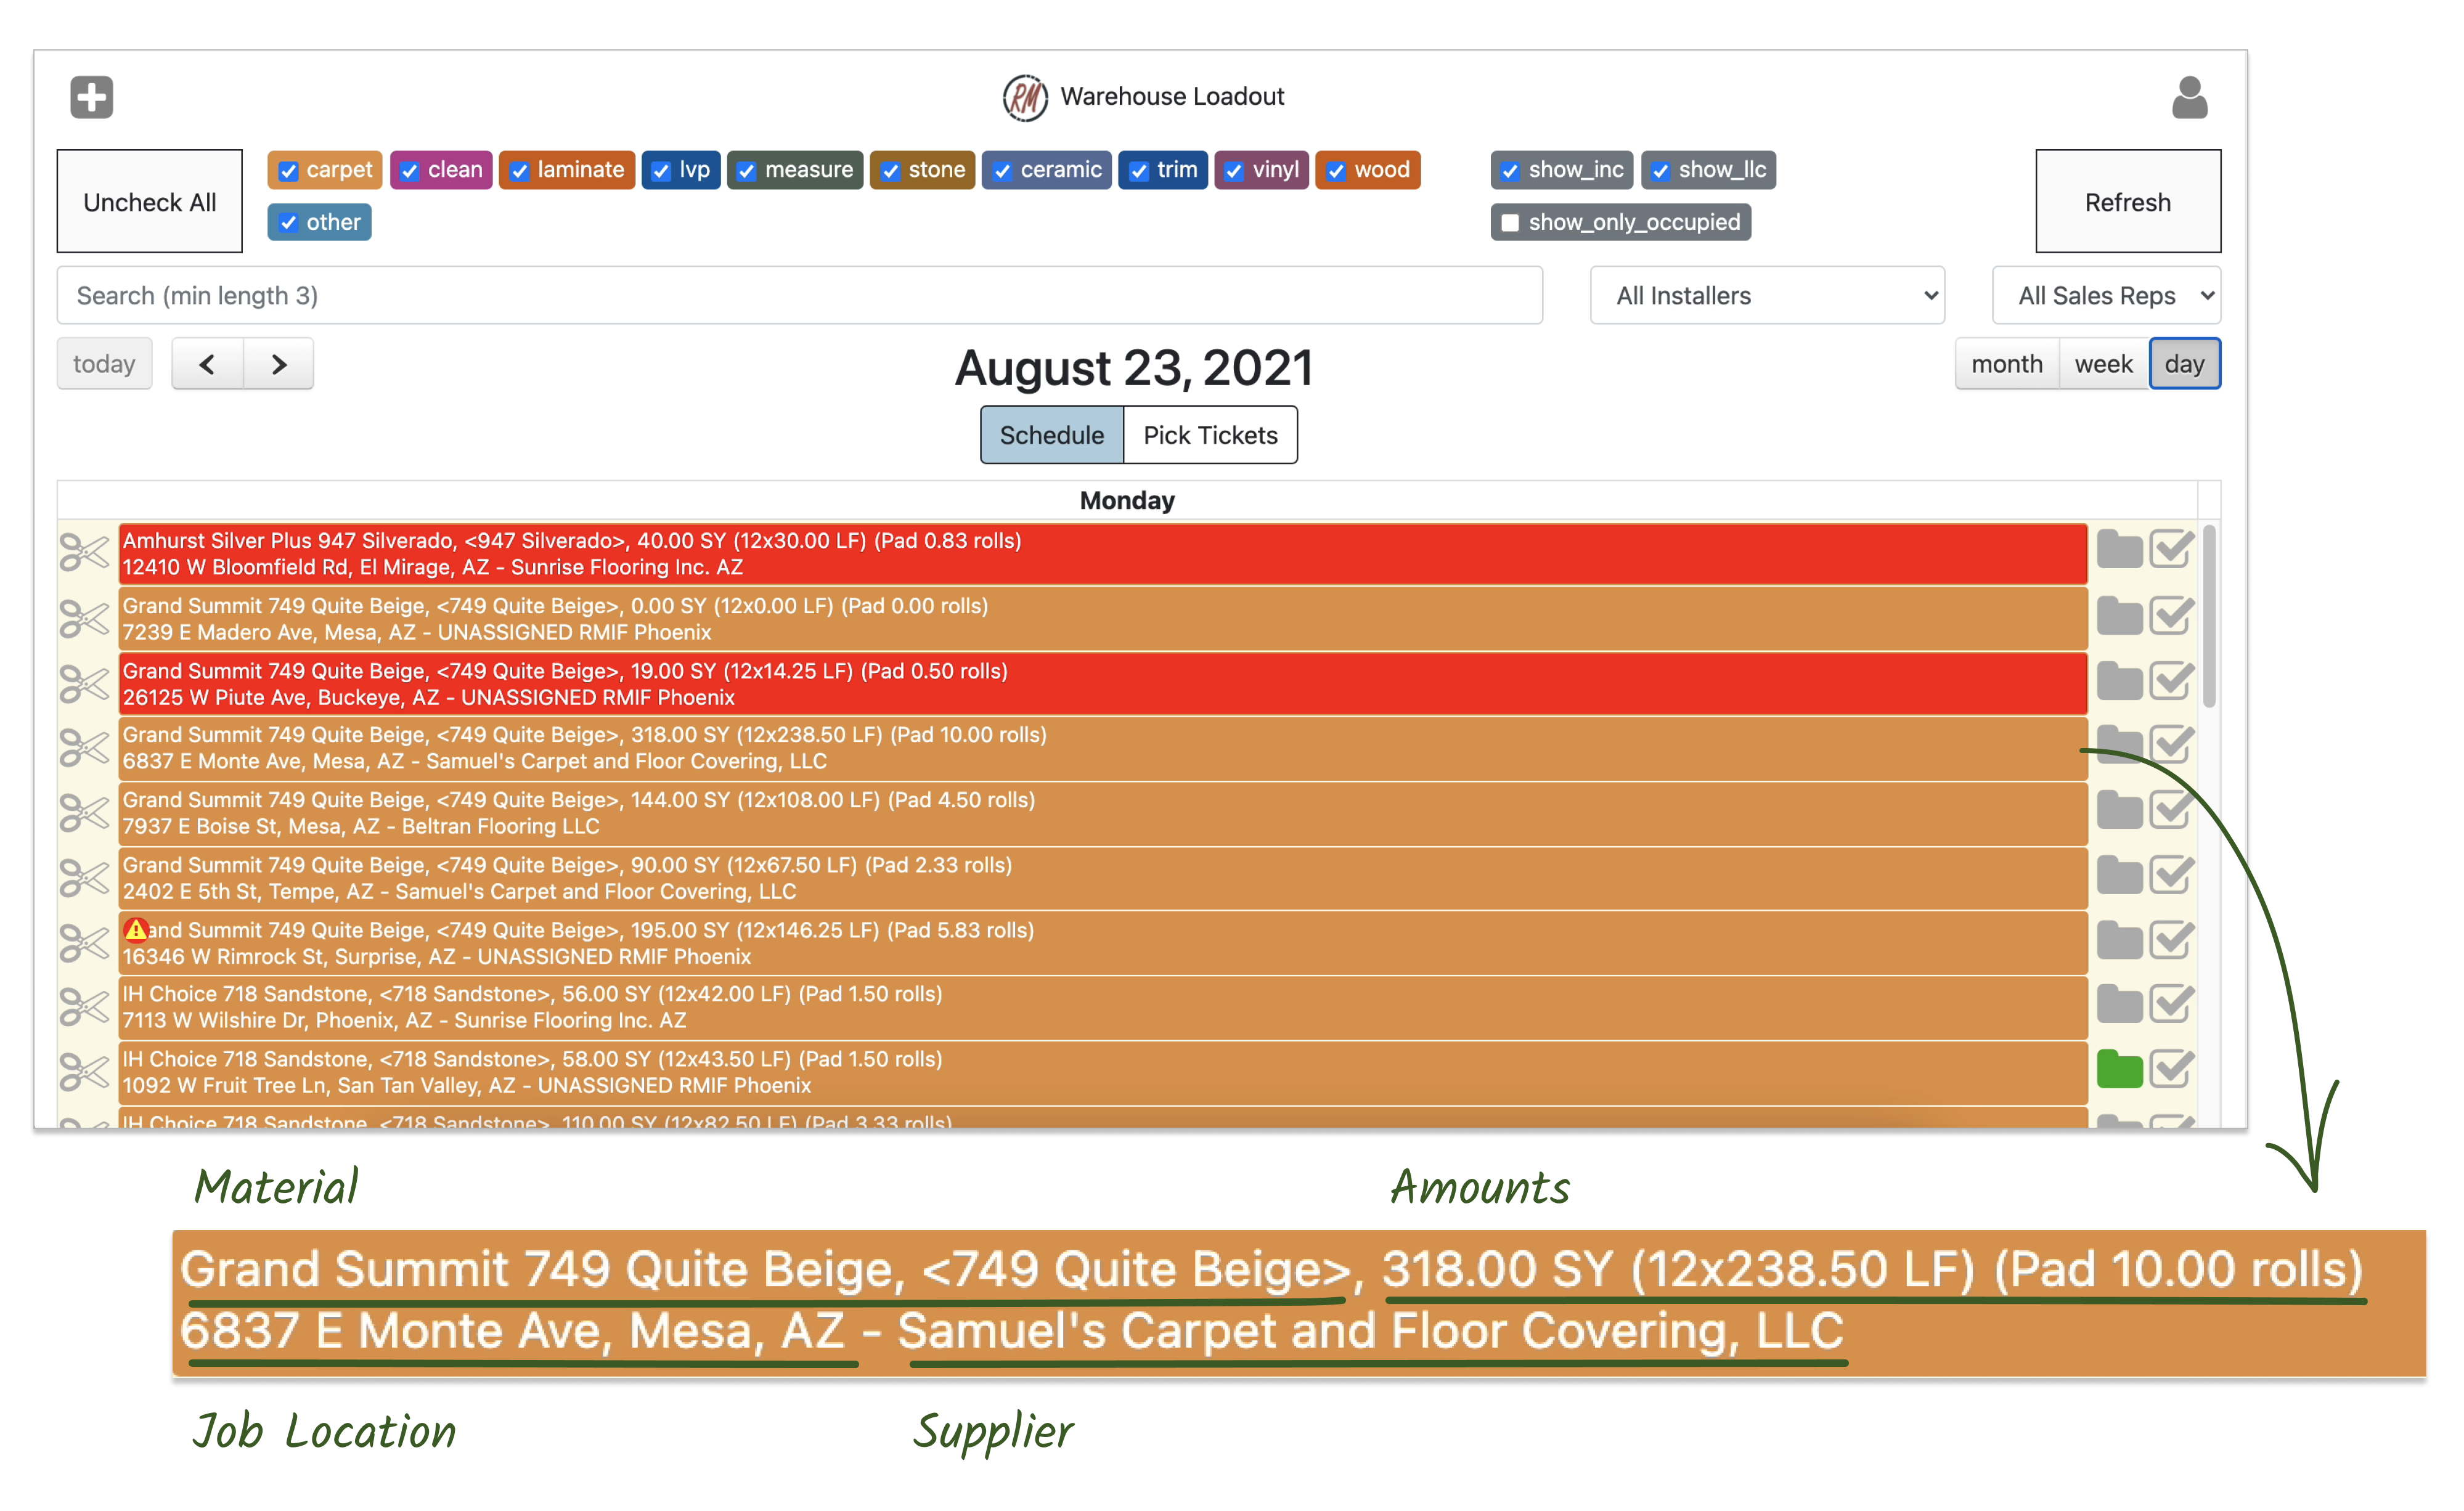 RM Warehouse Loadout
Uncheck All
carpet clean laminate lvp measure stone ceramic trim vinyl wood
other
show_inc show_llc
show_only_occupied
Refresh
Search (min length 3)
All Installers
All Sales Reps
today
August 23, 2021
month week day
Schedule Pick Tickets
Monday
Amhurst Silver Plus 947 Silverado, <947 Silverado>, 40.00 SY (12x30.00 LF) (Pad 0.83 rolls)
12410 W Bloomfield Rd, El Mirage, AZ - Sunrise Flooring Inc. AZ
Grand Summit 749 Quite Beige, <749 Quite Beige>, 0.00 SY (12x0.00 LF) (Pad 0.00 rolls)
7239 E Madero Ave, Mesa, AZ - UNASSIGNED RMIF Phoenix
Grand Summit 749 Quite Beige, <749 Quite Beige>, 19.00 SY (12x14.25 LF) (Pad 0.50 rolls)
26125 W Piute Ave, Buckeye, AZ - UNASSIGNED RMIF Phoenix
Grand Summit 749 Quite Beige, <749 Quite Beige>, 318.00 SY (12x238.50 LF) (Pad 10.00 rolls)
6837 E Monte Ave, Mesa, AZ - Samuel's Carpet and Floor Covering, LLC
Grand Summit 749 Quite Beige, <749 Quite Beige>, 144.00 SY (12x108.00 LF) (Pad 4.50 rolls)
7937 E Boise St, Mesa, AZ - Beltran Flooring LLC
Grand Summit 749 Quite Beige, <749 Quite Beige>, 90.00 SY (12x67.50 LF) (Pad 2.33 rolls)
2402 E 5th St, Tempe, AZ - Samuel's Carpet and Floor Covering, LLC
and Summit 749 Quite Beige, <749 Quite Beige>, 195.00 SY (12x146.25 LF) (Pad 5.83 rolls)
16346 W Rimrock St, Surprise, AZ - UNASSIGNED RMIF Phoenix
IH Choice 718 Sandstone, <718 Sandstone>, 56.00 SY (12x42.00 LF) (Pad 1.50 rolls)
7113 W Wilshire Dr, Phoenix, AZ - Sunrise Flooring Inc. AZ
IH Choice 718 Sandstone, <718 Sandstone>, 58.00 SY (12x43.50 LF) (Pad 1.50 rolls)
1092 W Fruit Tree Ln, San Tan Valley, AZ - UNASSIGNED RMIF Phoenix
IH Choice 718 Sandstone, <718 Sandstone>, 110.00 SY (12x82.50 LF) (Pad 3.33 rolls)
Material
Amounts
Grand Summit 749 Quite Beige, <749 Quite Beige>, 318.00 SY (12x238.50 LF) (Pad 10.00 rolls)
6837 E Monte Ave, Mesa, AZ - Samuel's Carpet and Floor Covering, LLC
Job Location
Supplier